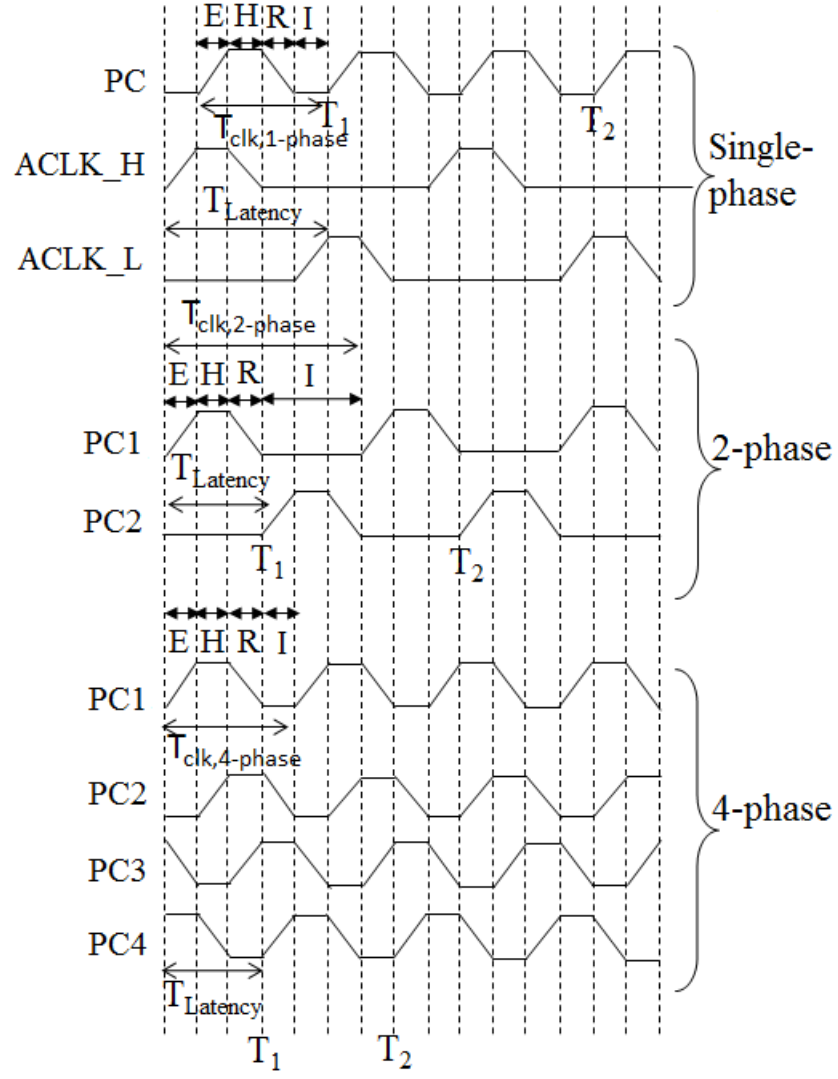 E H R I
PC
T1
T2
Tclk,1-phase
Single-
phase
ACLK_H
TLatency
ACLK_L
Tclk,2-phase
E H R I
PC1
2-phase
TLatency
PC2
T1
T2
E H R I
PC1
Tclk,4-phase
PC2
4-phase
PC3
PC4
TLatency
T1
T2